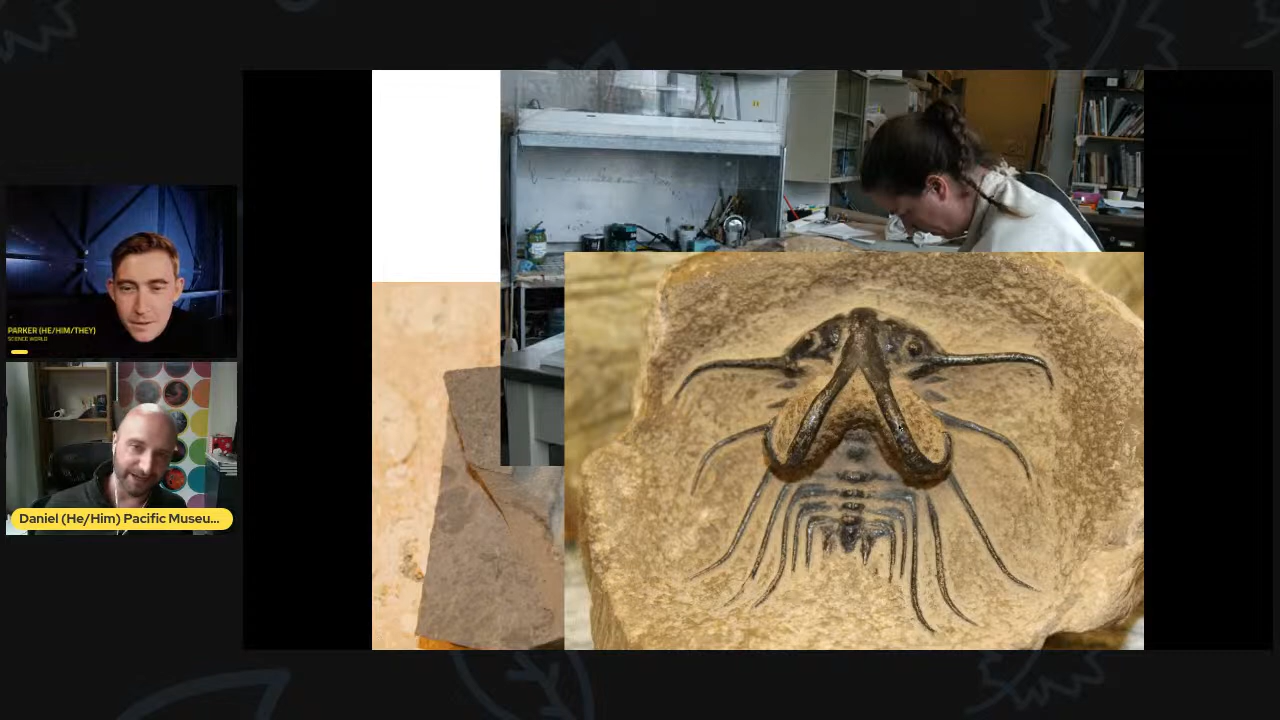 PARKER (HE/HIM/THEY)
SCIENCE WORLD
Daniel (He/Him) Pacific Museu...